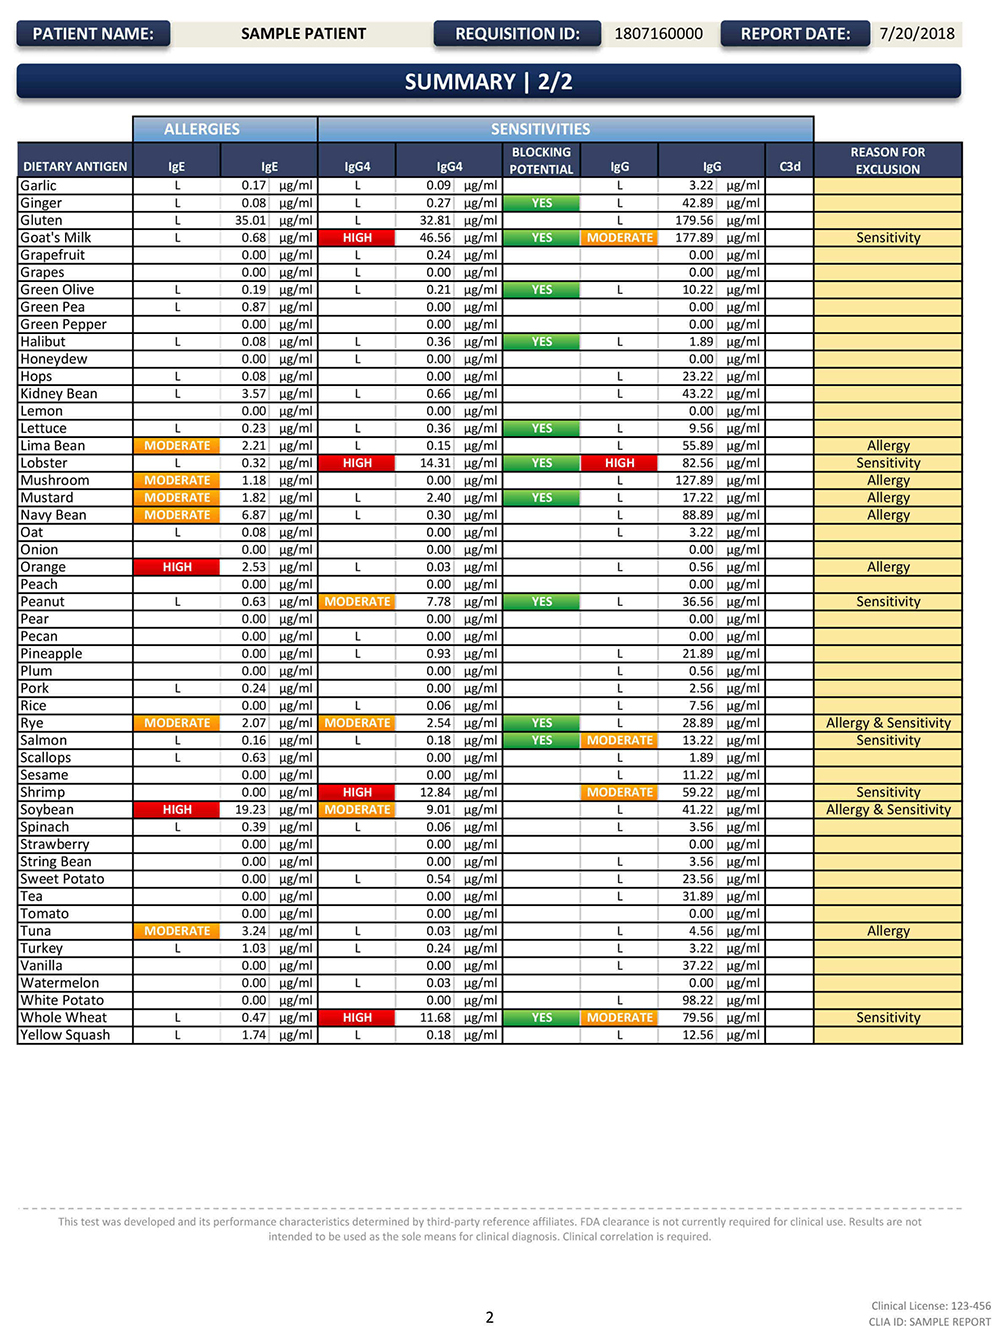 PATIENT NAME: SAMPLE PATIENT REQUISITION ID: 1807160000 REPORT DATE: 7/20/2018
SUMMARY | 2/2
ALLERGIES SENSITIVITIES
DIETARY ANTIGEN IgE IgE IgG4 IgG4 BLOCKING POTENTIAL IgG IgG C3d REASON FOR EXCLUSION
Garlic L 0.17 µg/ml L 0.09 µg/ml L 3.22 µg/ml
Ginger L 0.08 µg/ml L 0.27 µg/ml YES L 42.89 µg/ml
Gluten L 35.01 µg/ml L 32.81 µg/ml L 179.56 µg/ml
Goat's Milk L 0.68 µg/ml HIGH 46.56 µg/ml YES MODERATE 177.89 µg/ml Sensitivity
Grapefruit 0.00 µg/ml L 0.24 µg/ml 0.00 µg/ml
Grapes 0.00 µg/ml L 0.00 µg/ml 0.00 µg/ml
Green Olive L 0.19 µg/ml L 0.21 µg/ml YES L 10.22 µg/ml
Green Pea L 0.87 µg/ml 0.00 µg/ml 0.00 µg/ml
Green Pepper 0.00 µg/ml 0.00 µg/ml 0.00 µg/ml
Halibut L 0.08 µg/ml L 0.36 µg/ml YES L 1.89 µg/ml
Honeydew 0.00 µg/ml L 0.00 µg/ml 0.00 µg/ml
Hops L 0.08 µg/ml 0.00 µg/ml L 23.22 µg/ml
Kidney Bean L 3.57 µg/ml L 0.66 µg/ml L 43.22 µg/ml
Lemon 0.00 µg/ml 0.00 µg/ml 0.00 µg/ml
Lettuce L 0.23 µg/ml L 0.36 µg/ml YES L 9.56 µg/ml
Lima Bean MODERATE 2.21 µg/ml L 0.15 µg/ml L 55.89 µg/ml Allergy
Lobster L 0.32 µg/ml HIGH 14.31 µg/ml YES HIGH 82.56 µg/ml Sensitivity
Mushroom MODERATE 1.18 µg/ml 0.00 µg/ml L 127.89 µg/ml Allergy
Mustard MODERATE 1.82 µg/ml L 2.40 µg/ml YES L 17.22 µg/ml Allergy
Navy Bean MODERATE 6.87 µg/ml L 0.30 µg/ml L 88.89 µg/ml Allergy
Oat L 0.08 µg/ml 0.00 µg/ml L 3.22 µg/ml
Onion 0.00 µg/ml 0.00 µg/ml 0.00 µg/ml
Orange HIGH 2.53 µg/ml L 0.03 µg/ml L 0.56 µg/ml Allergy
Peach 0.00 µg/ml 0.00 µg/ml 0.00 µg/ml
Peanut L 0.63 µg/ml MODERATE 7.78 µg/ml YES L 36.56 µg/ml Sensitivity
Pear 0.00 µg/ml 0.00 µg/ml 0.00 µg/ml
Pecan 0.00 µg/ml L 0.00 µg/ml 0.00 µg/ml
Pineapple 0.00 µg/ml L 0.93 µg/ml L 21.89 µg/ml
Plum 0.00 µg/ml 0.00 µg/ml L 0.56 µg/ml
Pork L 0.24 µg/ml 0.00 µg/ml L 2.56 µg/ml
Rice 0.00 µg/ml L 0.06 µg/ml L 7.56 µg/ml
Rye MODERATE 2.07 µg/ml MODERATE 2.54 µg/ml YES L 28.89 µg/ml Allergy & Sensitivity
Salmon L 0.16 µg/ml L 0.18 µg/ml YES MODERATE 13.22 µg/ml Sensitivity
Scallops L 0.63 µg/ml 0.00 µg/ml L 1.89 µg/ml
Sesame 0.00 µg/ml 0.00 µg/ml L 11.22 µg/ml
Shrimp 0.00 µg/ml HIGH 12.84 µg/ml MODERATE 59.22 µg/ml Sensitivity
Soybean HIGH 19.23 µg/ml MODERATE 9.01 µg/ml L 41.22 µg/ml Allergy & Sensitivity
Spinach L 0.39 µg/ml L 0.06 µg/ml L 3.56 µg/ml
Strawberry 0.00 µg/ml 0.00 µg/ml 0.00 µg/ml
String Bean 0.00 µg/ml 0.00 µg/ml L 3.56 µg/ml
Sweet Potato 0.00 µg/ml L 0.54 µg/ml L 23.56 µg/ml
Tea 0.00 µg/ml 0.00 µg/ml L 31.89 µg/ml
Tomato 0.00 µg/ml 0.00 µg/ml 0.00 µg/ml
Tuna MODERATE 3.24 µg/ml L 0.03 µg/ml L 4.56 µg/ml Allergy
Turkey L 1.03 µg/ml L 0.24 µg/ml L 3.22 µg/ml
Vanilla 0.00 µg/ml 0.00 µg/ml L 37.22 µg/ml
Watermelon 0.00 µg/ml L 0.03 µg/ml 0.00 µg/ml
White Potato 0.00 µg/ml 0.00 µg/ml L 98.22 µg/ml
Whole Wheat L 0.47 µg/ml HIGH 11.68 µg/ml YES MODERATE 79.56 µg/ml Sensitivity
Yellow Squash L 1.74 µg/ml L 0.18 µg/ml L 12.56 µg/ml
This test was developed and its performance characteristics determined by third-party reference affiliates. FDA clearance is not currently required for clinical use. Results are not
intended to be used as the sole means for clinical diagnosis. Clinical correlation is required.
2
Clinical License: 123-456
CLIA ID: SAMPLE REPORT